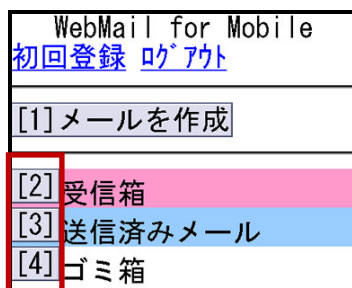 WebMail for Mobile
初回登録 ﾛｸﾞｱｳﾄ
[1]メールを作成
[2]受信箱
[3]送信済みメール
[4]ゴミ箱